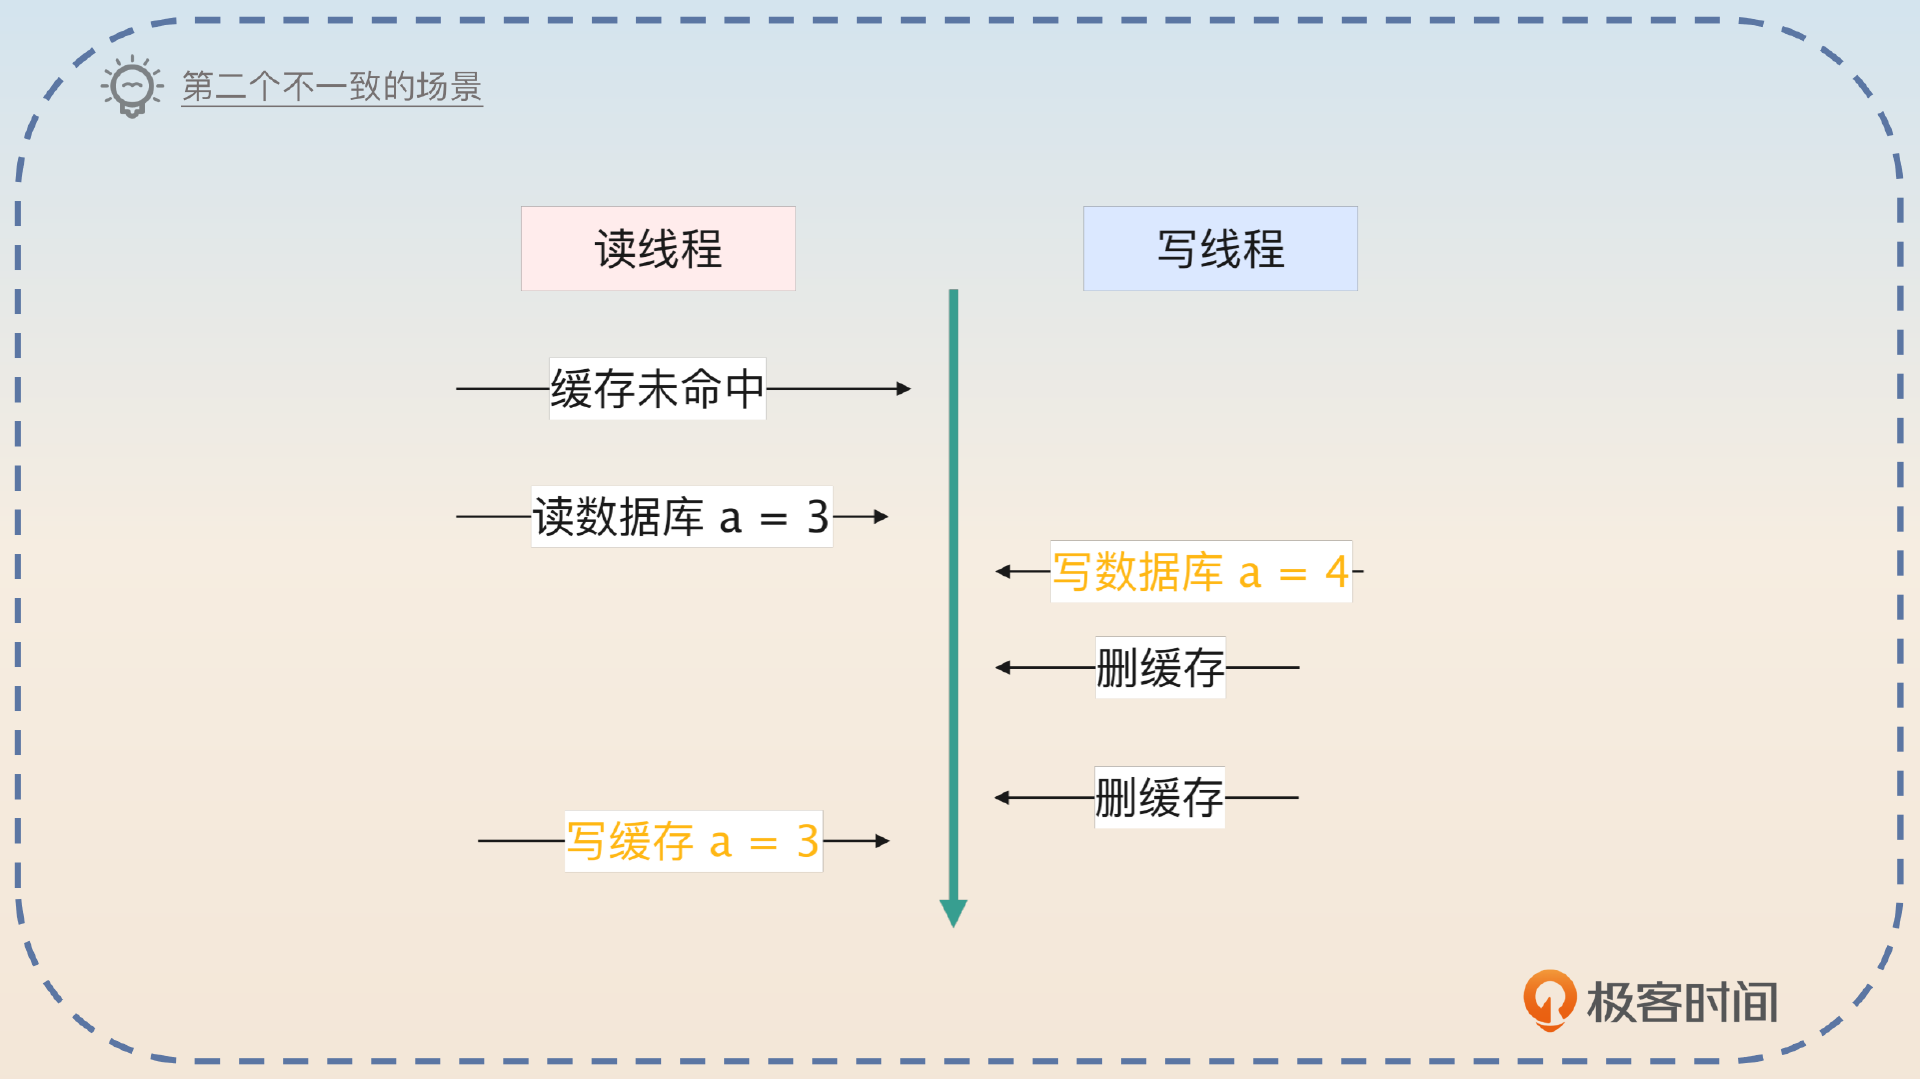 第二个不一致的场景
读线程
写线程
缓存未命中
读数据库 a = 3
写数据库 a = 4
删缓存
删缓存
写缓存 a = 3
极客时间